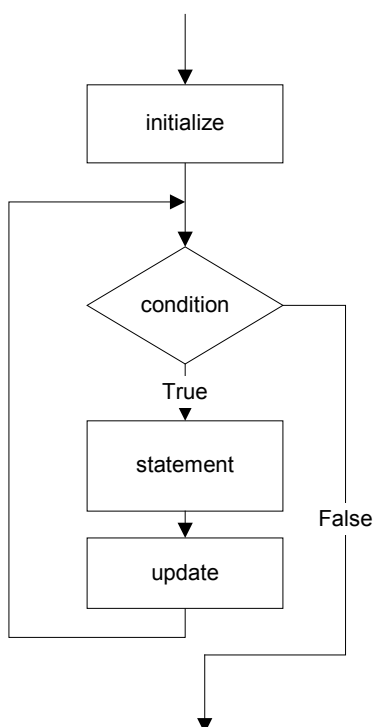 initialize
condition
True
statement
False
update